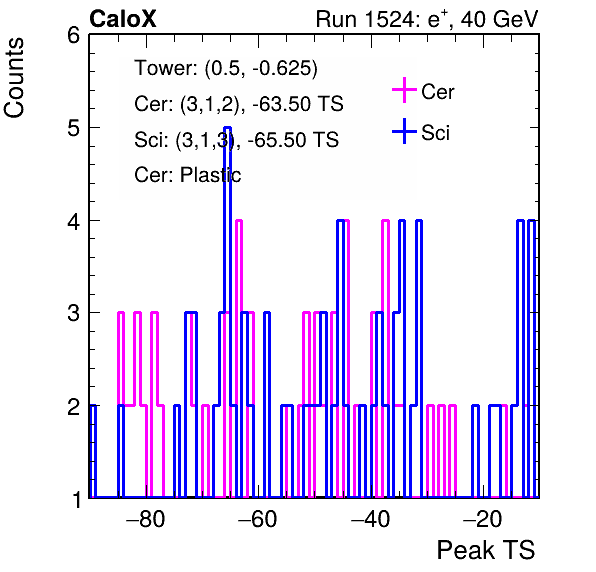 CaloX Run 1524: e⁺, 40 GeV
Counts
6
Tower: (0.5, -0.625)
Cer: (3,1,2), -63.50 TS
Sci: (3,1,3), -65.50 TS
Cer: Plastic
Cer
Sci
5
4
3
2
1
−80 −60 −40 −20
Peak TS